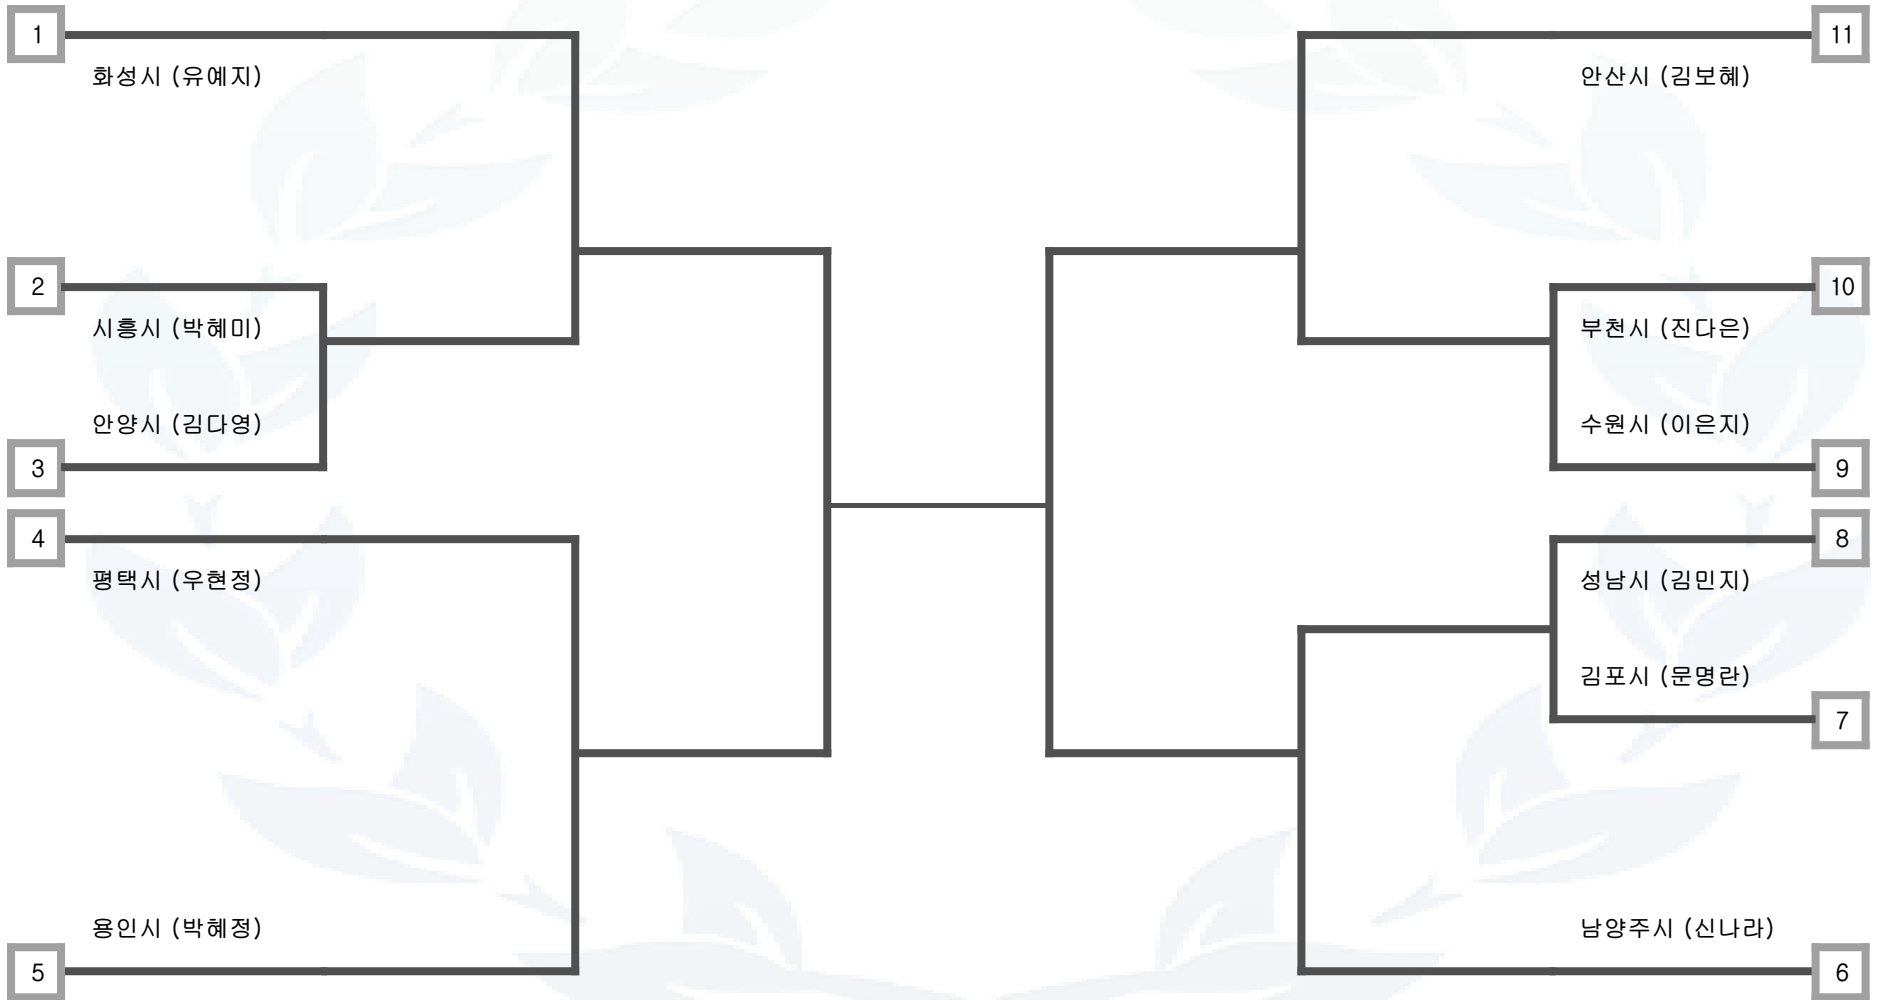 1
화성시 (유예지)
2
시흥시 (박혜미)
안양시 (김다영)
3
4
평택시 (우현정)
용인시 (박혜정)
5
11
안산시 (김보혜)
10
부천시 (진다은)
수원시 (이은지)
9
8
성남시 (김민지)
김포시 (문명란)
7
남양주시 (신나라)
6